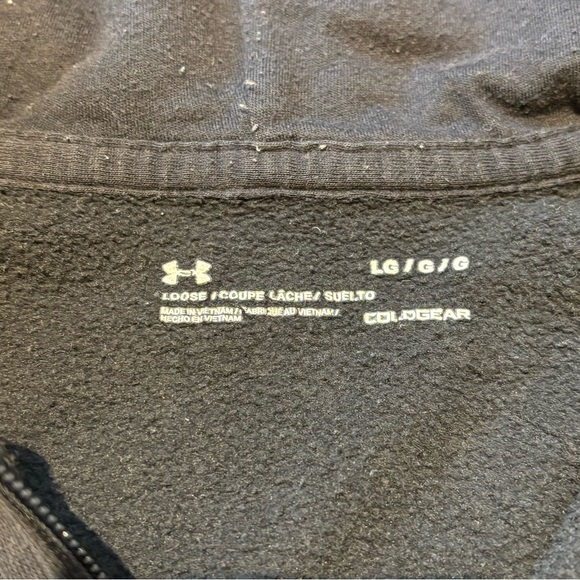 LG/G/G
LOOSE / COUPE LÂCHE / SUELTO
MADE IN VIETNAM / FABRIQUÉ AU VIETNAM /
HECHO EN VIETNAM
COLDGEAR